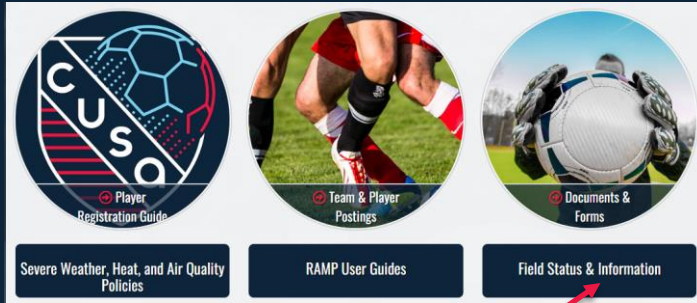 CUSA
Player
Registration Guide
Team & Player
Postings
Documents &
Forms
Severe Weather, Heat, and Air Quality
Policies
RAMP User Guides
Field Status & Information